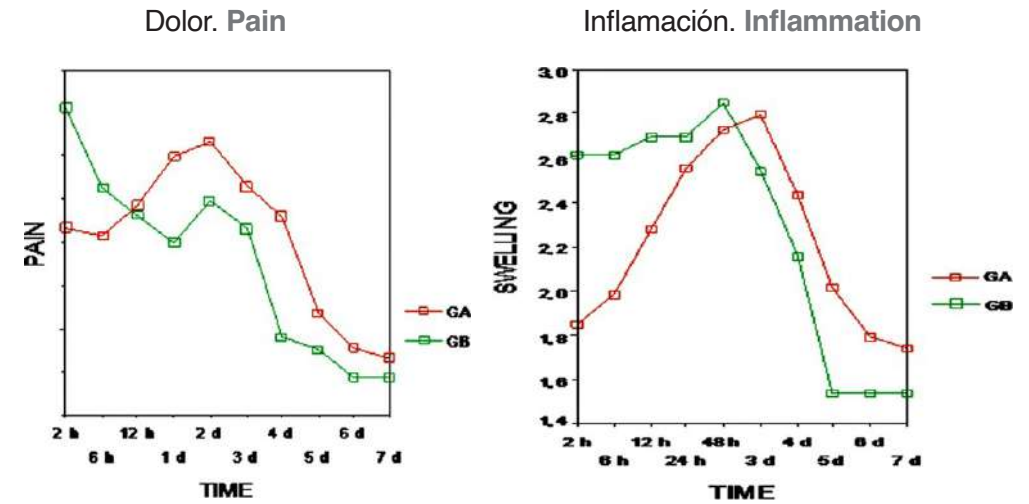 Dolor. Pain
PAIN
2 h 12 h 2 d 4 d 6 d
6 h 1 d 3 d 5 d 7 d
TIME
GA
GB
Inflamación. Inflammation
SWELLING
3,0
2,8
2,6
2,4
2,2
2,0
1,8
1,6
1,4
2 h 12 h 48h 4 d 6 d
6 h 24 h 3 d 5d 7 d
TIME
GA
GB